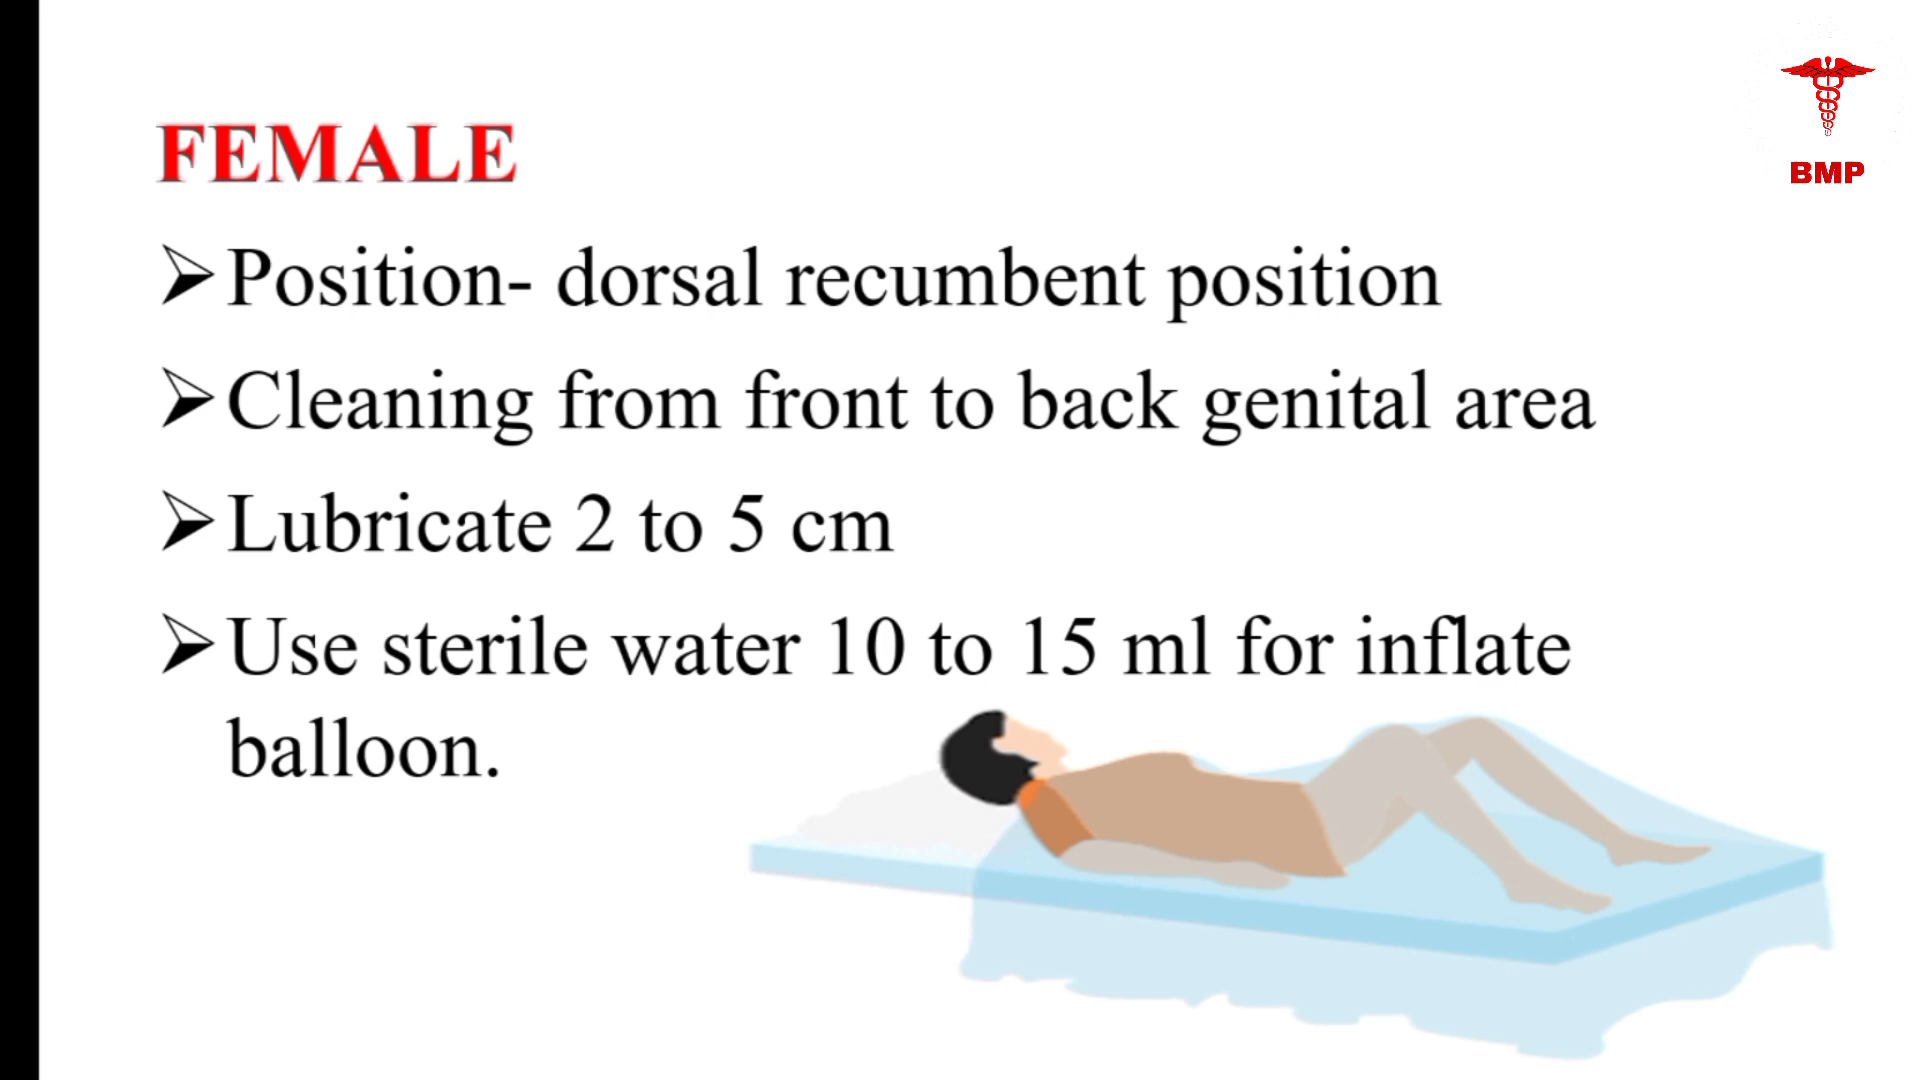 BMP
FEMALE
➢Position- dorsal recumbent position
➢Cleaning from front to back genital area
➢Lubricate 2 to 5 cm
➢Use sterile water 10 to 15 ml for inflate
balloon.